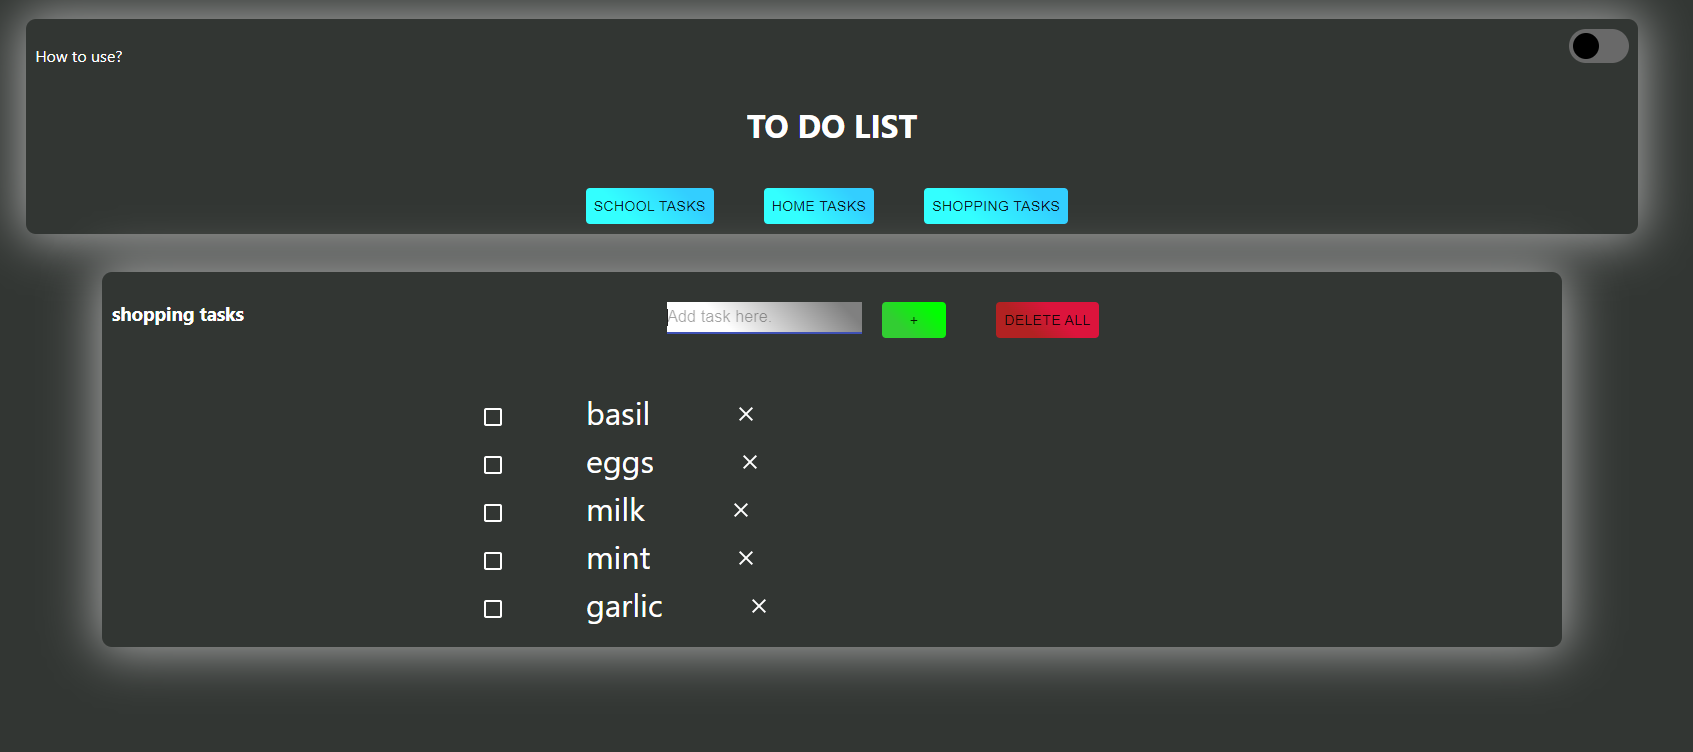 How to use?
TO DO LIST
SCHOOL TASKS HOME TASKS SHOPPING TASKS
shopping tasks Add task here. + DELETE ALL
basil
eggs
milk
mint
garlic